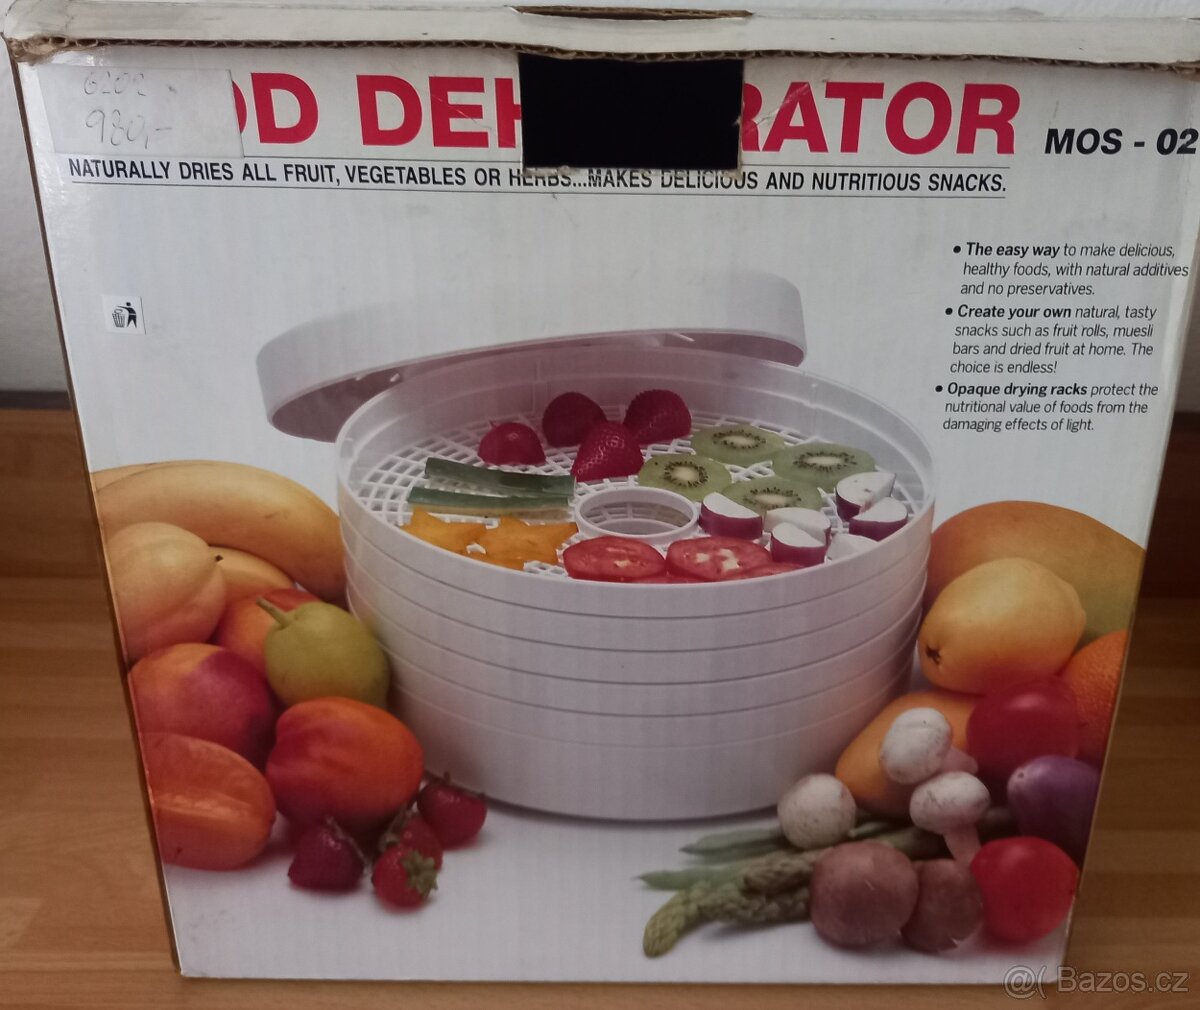 6202
980,-
OD DEH RATOR MOS - 02
NATURALLY DRIES ALL FRUIT, VEGETABLES OR HERBS...MAKES DELICIOUS AND NUTRITIOUS SNACKS.
• The easy way to make delicious,
healthy foods, with natural additives
and no preservatives.
• Create your own natural, tasty
snacks such as fruit rolls, muesli
bars and dried fruit at home. The
choice is endless!
• Opaque drying racks protect the
nutritional value of foods from the
damaging effects of light.
@( Bazos.cz